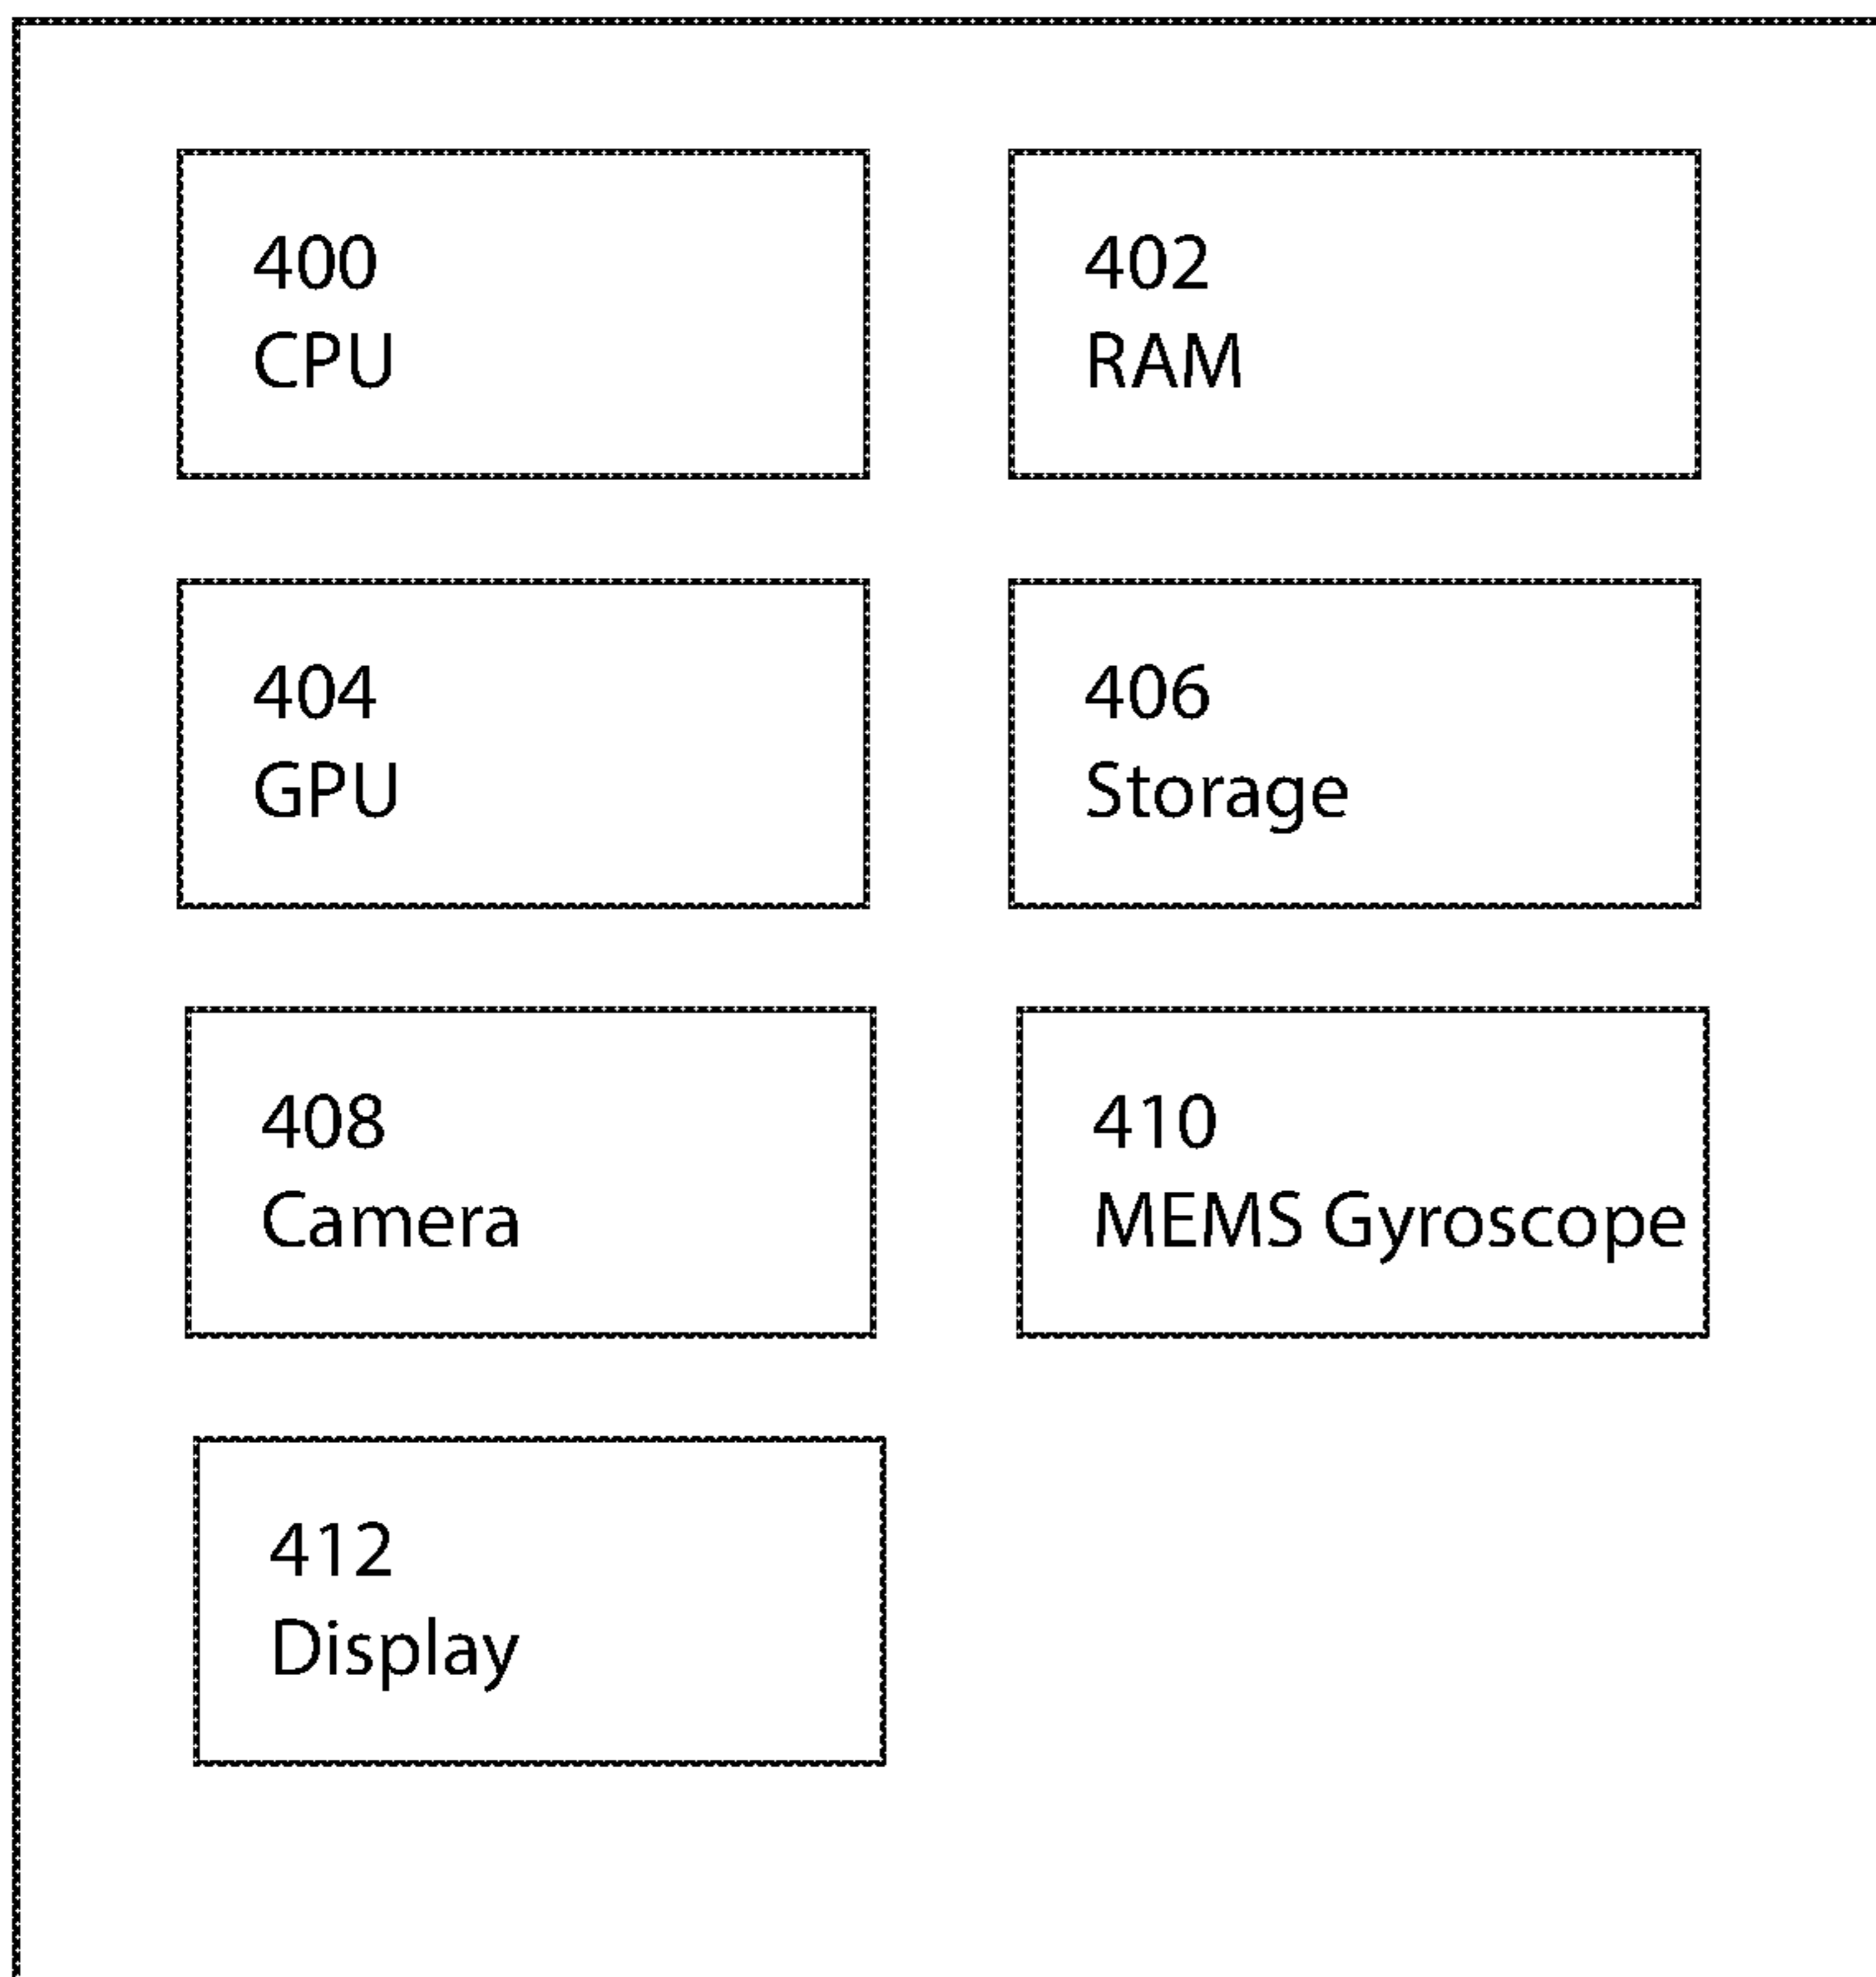 400
CPU
402
RAM
404
GPU
406
Storage
408
Camera
410
MEMS Gyroscope
412
Display